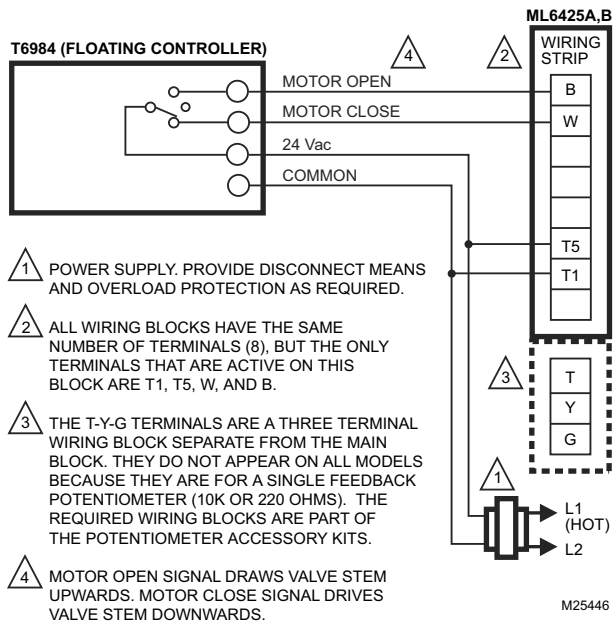 ML6425A,B
T6984 (FLOATING CONTROLLER)
4
2
WIRING
STRIP
MOTOR OPEN
B
MOTOR CLOSE
W
24 Vac
COMMON
T5
T1
1
POWER SUPPLY. PROVIDE DISCONNECT MEANS
AND OVERLOAD PROTECTION AS REQUIRED.
2
ALL WIRING BLOCKS HAVE THE SAME
NUMBER OF TERMINALS (8), BUT THE ONLY
TERMINALS THAT ARE ACTIVE ON THIS
BLOCK ARE T1, T5, W, AND B.
3
THE T-Y-G TERMINALS ARE A THREE TERMINAL
WIRING BLOCK SEPARATE FROM THE MAIN
BLOCK. THEY DO NOT APPEAR ON ALL MODELS
BECAUSE THEY ARE FOR A SINGLE FEEDBACK
POTENTIOMETER (10K OR 220 OHMS). THE
REQUIRED WIRING BLOCKS ARE PART OF
THE POTENTIOMETER ACCESSORY KITS.
4
MOTOR OPEN SIGNAL DRAWS VALVE STEM
UPWARDS. MOTOR CLOSE SIGNAL DRIVES
VALVE STEM DOWNWARDS.
3
T
Y
G
1
L1
(HOT)
L2
M25446